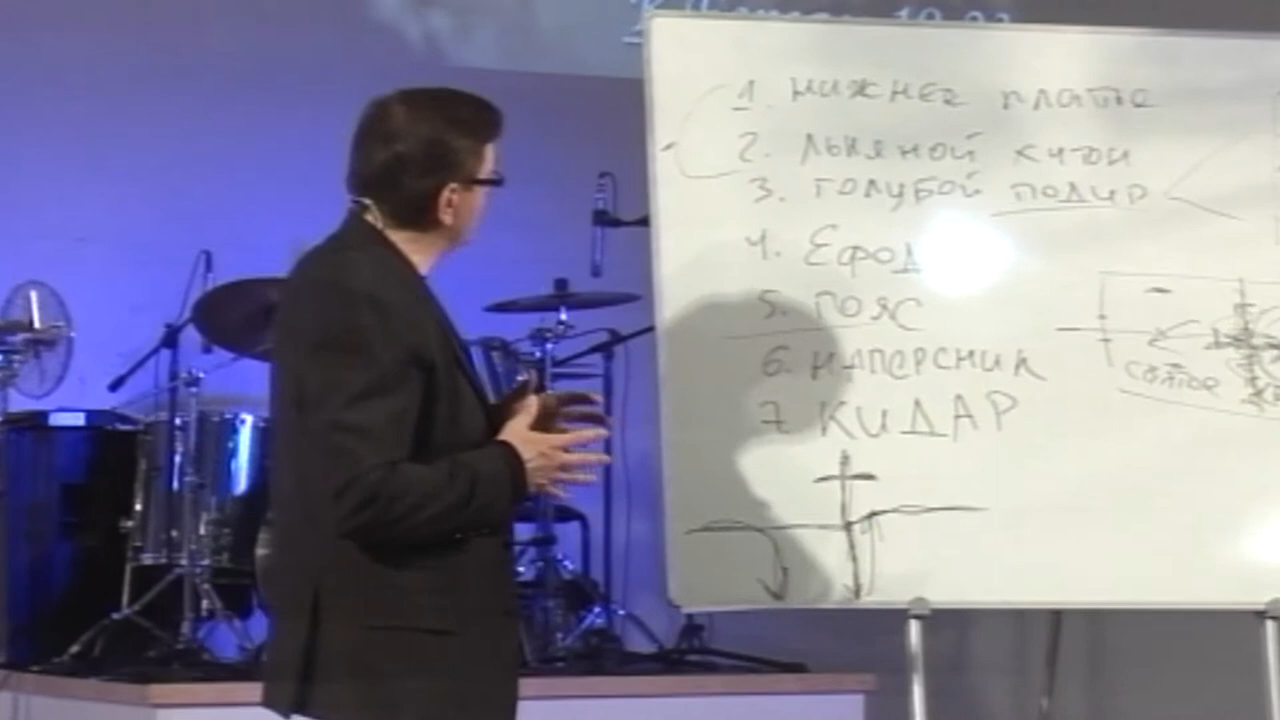 1. нижнее платье
2. льняной хитон
3. голубой подир
4. Ефод
5. пояс
6. наперсник
7 КИДАР
святое